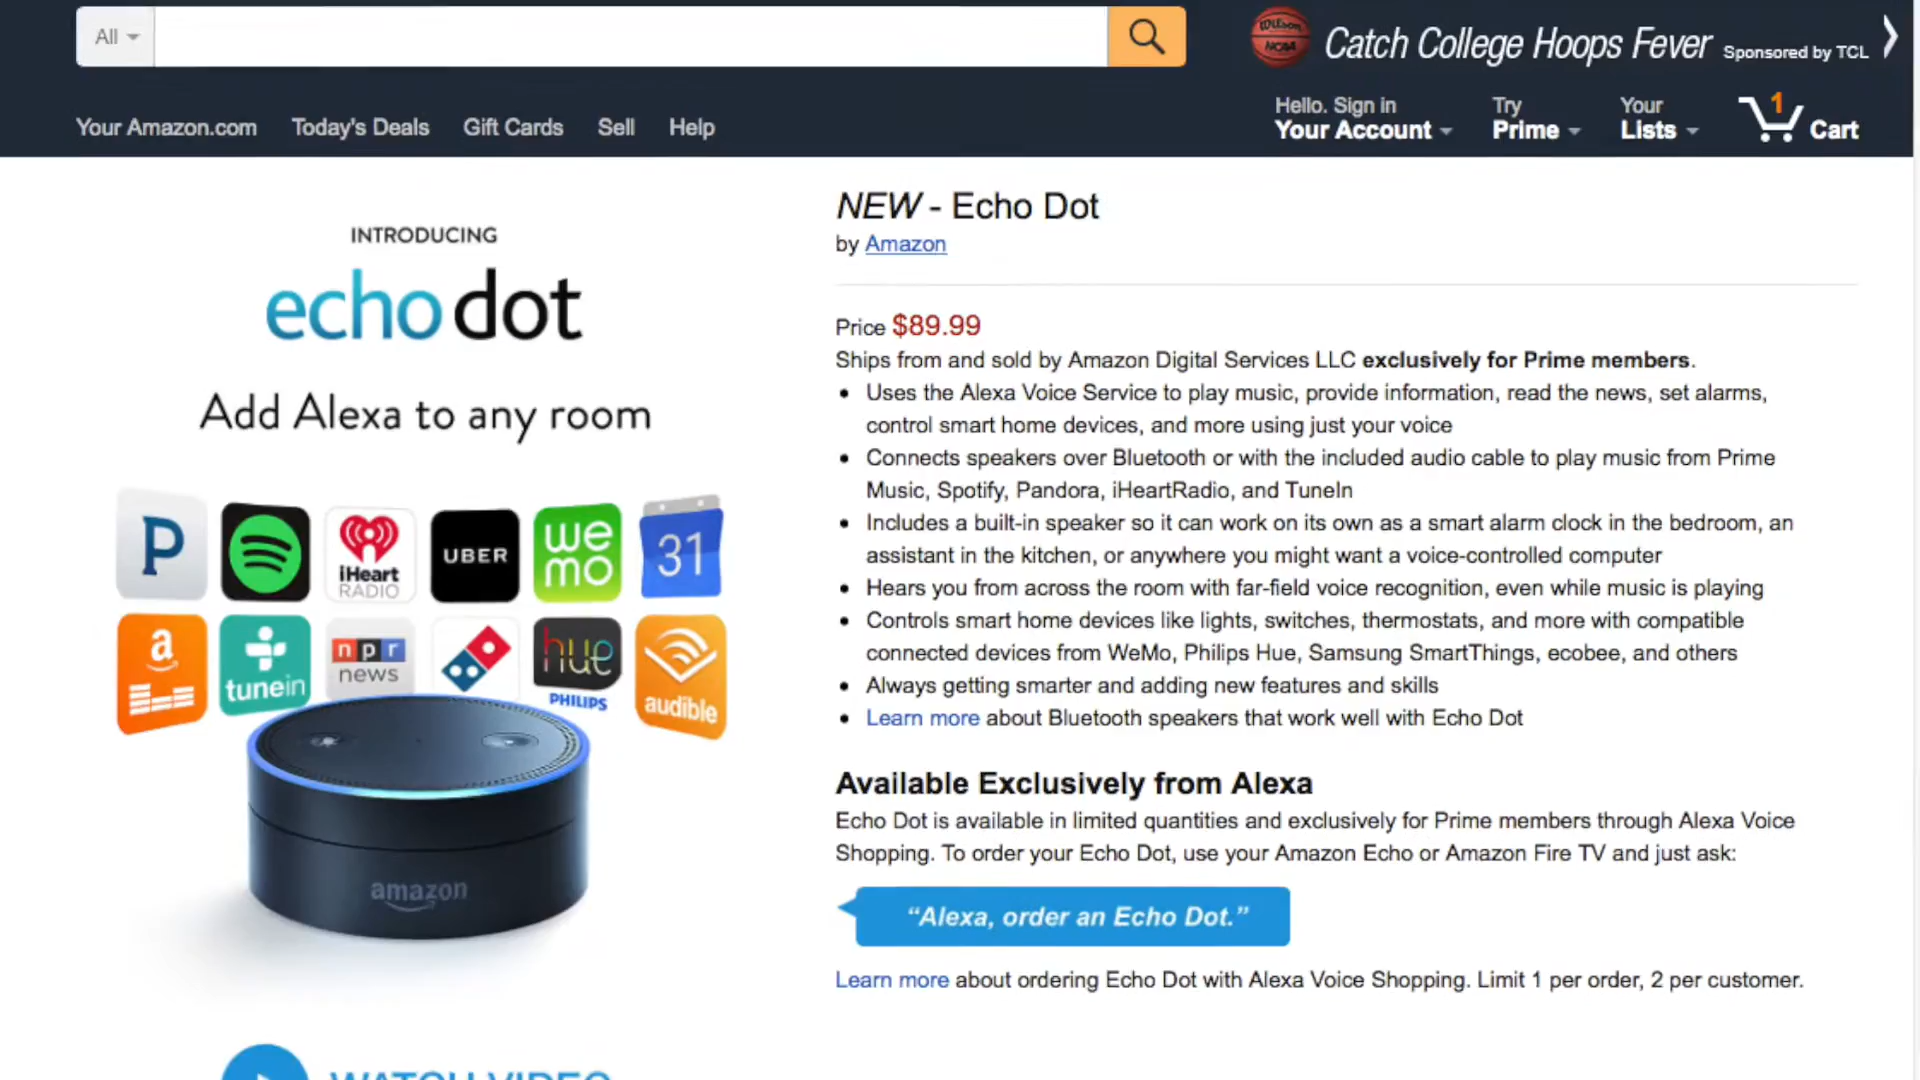 All
Wilson
NCAA
Catch College Hoops Fever Sponsored by TCL
Your Amazon.com Today's Deals Gift Cards Sell Help
Hello. Sign in
Your Account
Try
Prime
Your
Lists
1
Cart
INTRODUCING
echo dot
Add Alexa to any room
P
iHeart
RADIO
UBER
we
mo
31
a
tunein
npr
news
hue
PHILIPS
audible
amazon
WATCH VIDEO
NEW - Echo Dot
by Amazon
Price $89.99
Ships from and sold by Amazon Digital Services LLC exclusively for Prime members.
• Uses the Alexa Voice Service to play music, provide information, read the news, set alarms,
control smart home devices, and more using just your voice
• Connects speakers over Bluetooth or with the included audio cable to play music from Prime
Music, Spotify, Pandora, iHeartRadio, and TuneIn
• Includes a built-in speaker so it can work on its own as a smart alarm clock in the bedroom, an
assistant in the kitchen, or anywhere you might want a voice-controlled computer
• Hears you from across the room with far-field voice recognition, even while music is playing
• Controls smart home devices like lights, switches, thermostats, and more with compatible
connected devices from WeMo, Philips Hue, Samsung SmartThings, ecobee, and others
• Always getting smarter and adding new features and skills
• Learn more about Bluetooth speakers that work well with Echo Dot
Available Exclusively from Alexa
Echo Dot is available in limited quantities and exclusively for Prime members through Alexa Voice
Shopping. To order your Echo Dot, use your Amazon Echo or Amazon Fire TV and just ask:
“Alexa, order an Echo Dot.”
Learn more about ordering Echo Dot with Alexa Voice Shopping. Limit 1 per order, 2 per customer.